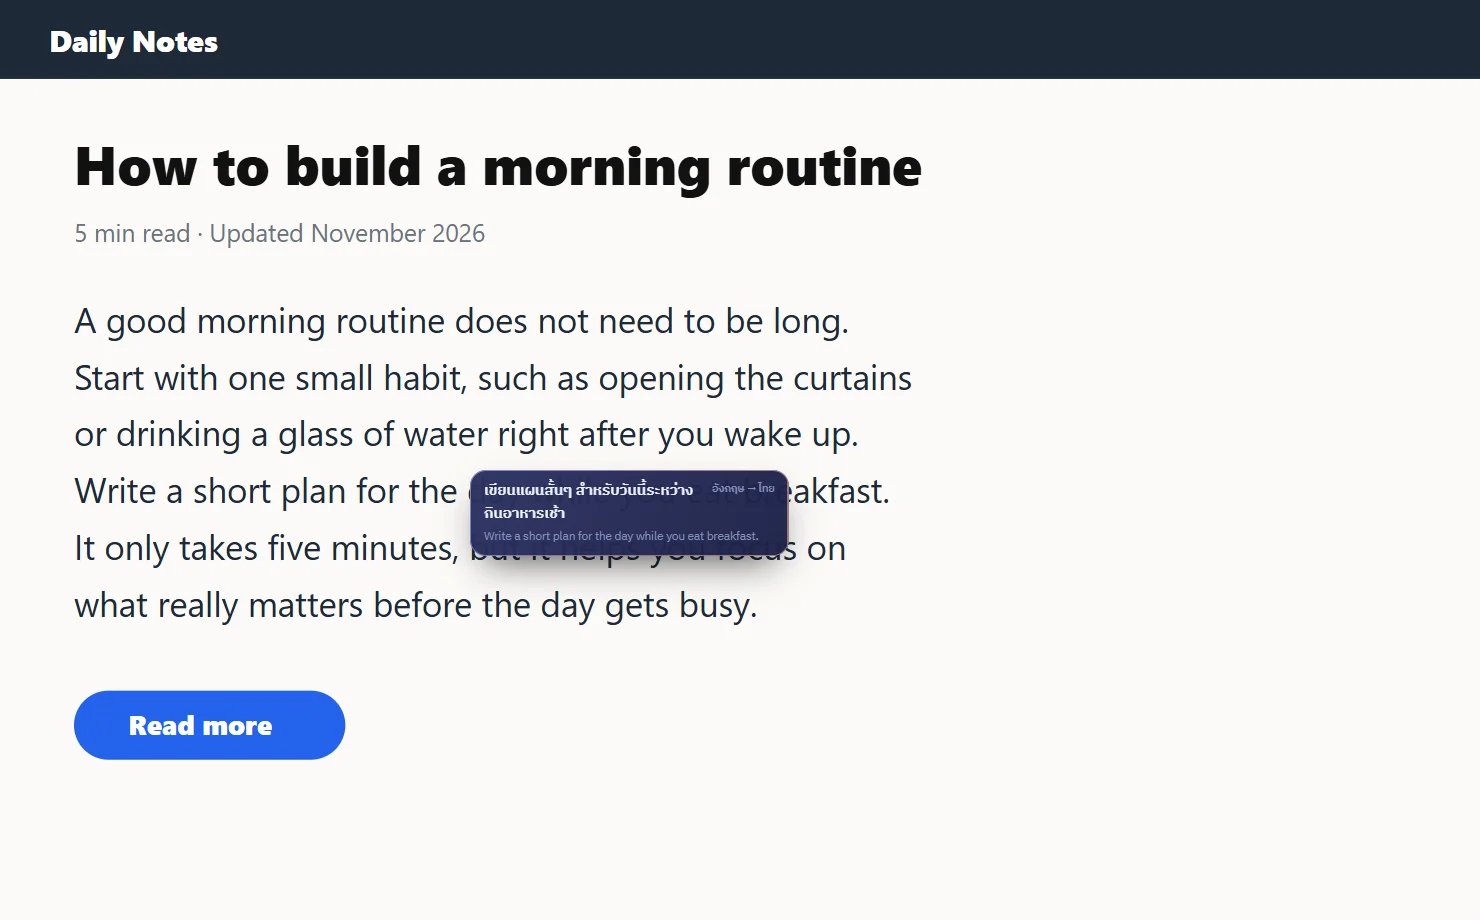 Daily Notes
How to build a morning routine
5 min read · Updated November 2026
A good morning routine does not need to be long.
Start with one small habit, such as opening the curtains
or drinking a glass of water right after you wake up.
Write a short plan for the
akfast.
เขียนแผนสั้นๆ สำหรับวันนี้ระหว่าง
กินอาหารเช้า
อังกฤษ → ไทย
Write a short plan for the day while you eat breakfast.
It only takes five minutes, but it helps you focus on
what really matters before the day gets busy.
Read more